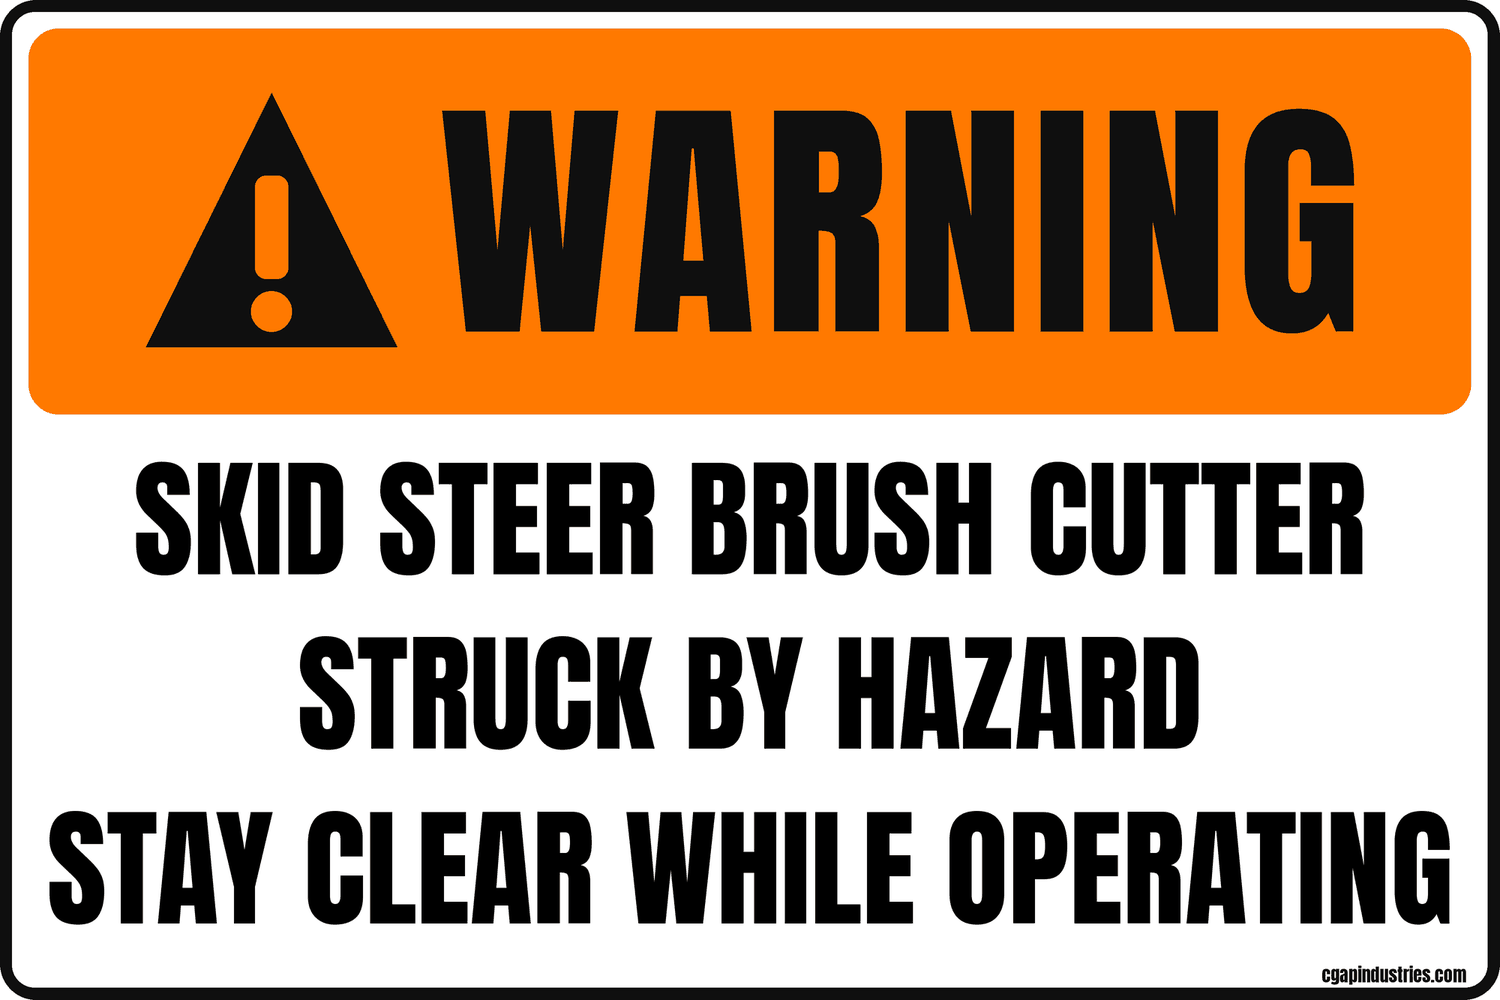 WARNING
SKID STEER BRUSH CUTTER
STRUCK BY HAZARD
STAY CLEAR WHILE OPERATING
cgapindustries.com